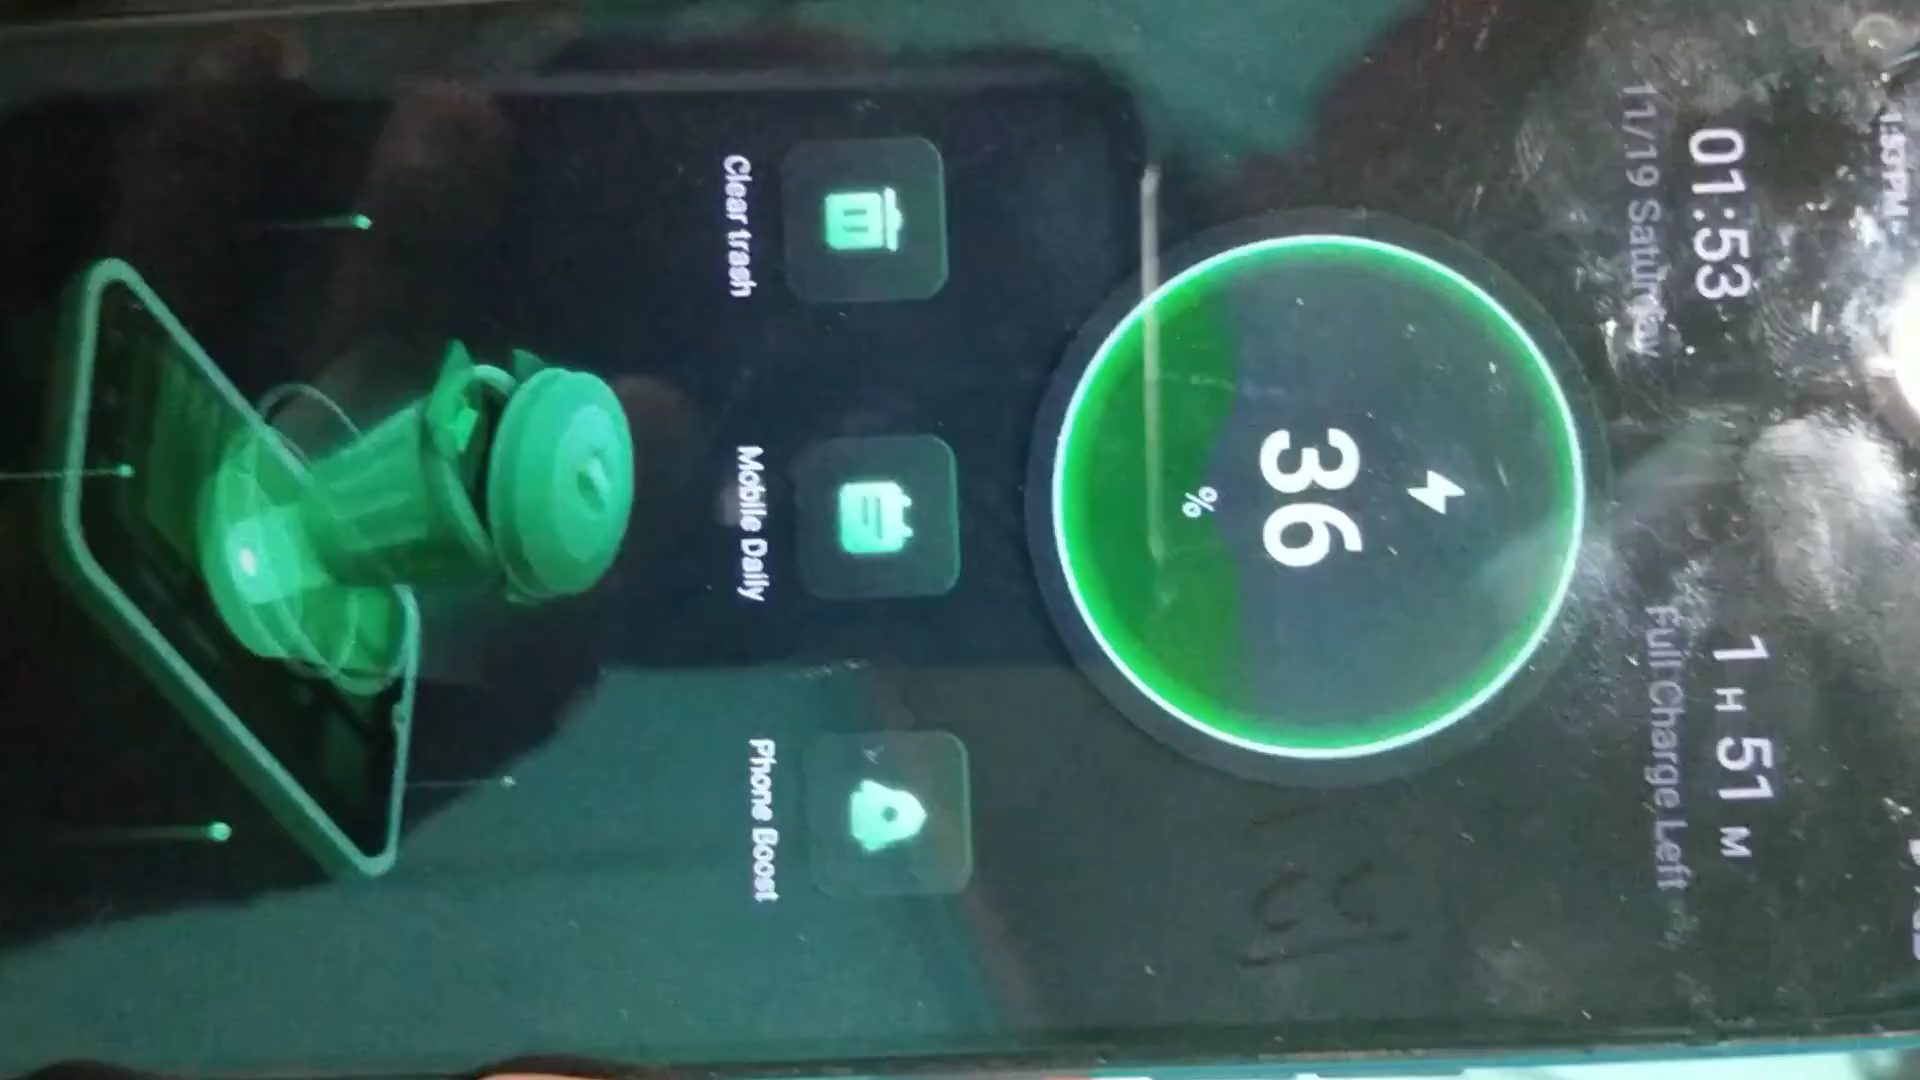 01:53
11/19 Saturday
1 H 51 M
Full Charge Left
36
%
Clear trash
Mobile Daily
Phone Boost